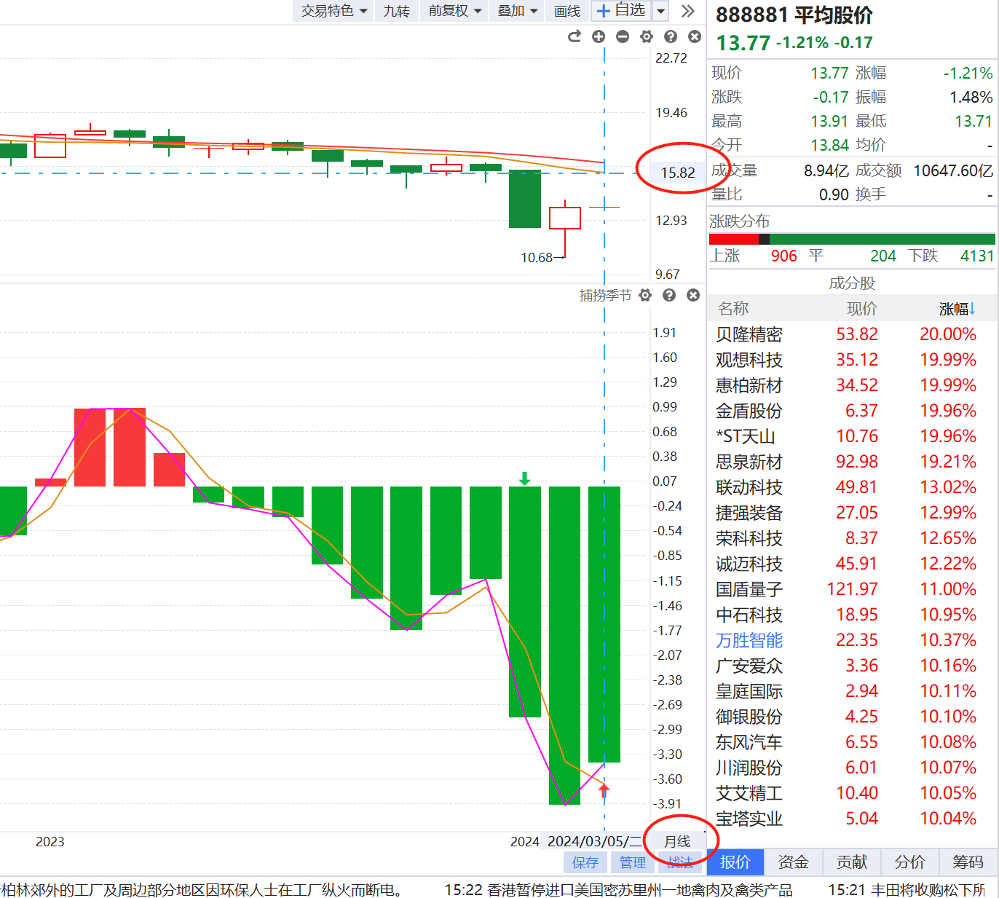 交易特色 九转 前复权 叠加 画线 自选
888881 平均股价
13.77 -1.21% -0.17
22.72
19.46
15.82
12.93
10.68
9.67
现价 13.77 涨幅 -1.21%
涨跌 -0.17 振幅 1.48%
最高 13.91 最低 13.71
今开 13.84 均价 -
成交量 8.94亿 成交额 10647.60亿
量比 0.90 换手 -
涨跌分布
上涨 906 平 204 下跌 4131
成分股
名称 现价 涨幅↓
贝隆精密 53.82 20.00%
观想科技 35.12 19.99%
惠柏新材 34.52 19.99%
金盾股份 6.37 19.96%
*ST天山 10.76 19.96%
思泉新材 92.98 19.21%
联动科技 49.81 13.02%
捷强装备 27.05 12.99%
荣科科技 8.37 12.65%
诚迈科技 45.91 12.22%
国盾量子 121.97 11.00%
中石科技 18.95 10.95%
万胜智能 22.35 10.37%
广安爱众 3.36 10.16%
皇庭国际 2.94 10.11%
御银股份 4.25 10.10%
东风汽车 6.55 10.08%
川润股份 6.01 10.07%
艾艾精工 10.40 10.05%
宝塔实业 5.04 10.04%
捕捞季节
1.91
1.60
1.29
0.99
0.68
0.38
0.07
-0.24
-0.54
-0.85
-1.15
-1.46
-1.77
-2.07
-2.38
-2.69
-2.99
-3.30
-3.60
-3.91
2023 2024 2024/03/05/二 月线
保存 管理 战法
报价 资金 贡献 分价 筹码
柏林郊外的工厂及周边部分地区因环保人士在工厂纵火而断电。 15:22 香港暂停进口美国密苏里州一地禽肉及禽类产品 15:21 丰田将收购松下所